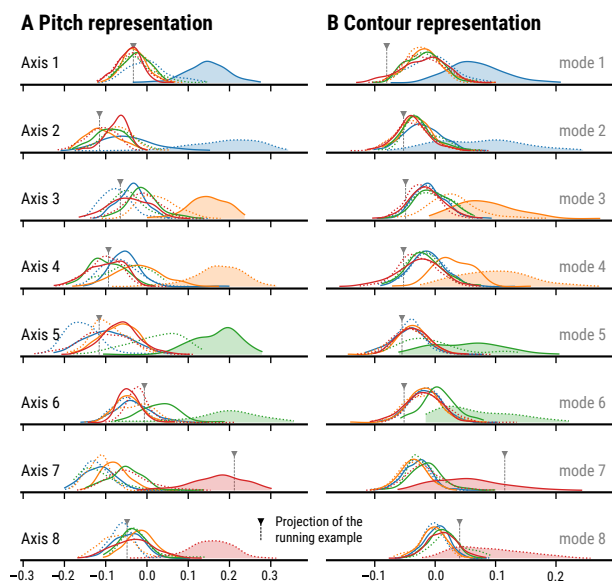 A Pitch representation
B Contour representation
Axis 1
mode 1
Axis 2
mode 2
Axis 3
mode 3
Axis 4
mode 4
Axis 5
mode 5
Axis 6
mode 6
Axis 7
mode 7
Projection of the
running example
Axis 8
mode 8
−0.3 −0.2 −0.1 0.0 0.1 0.2 0.3
−0.1 0.0 0.1 0.2